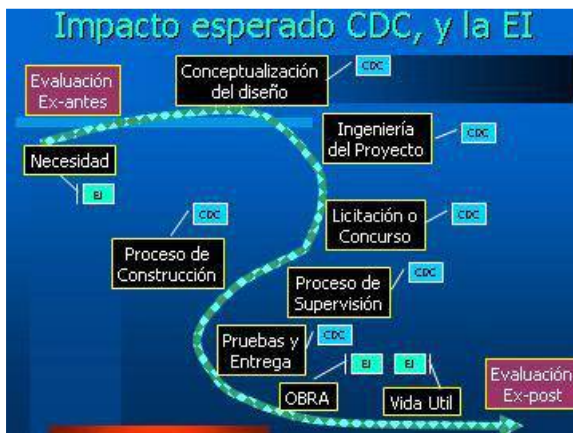 Impacto esperado CDC, y la EI
Evaluación
Ex-antes
Conceptualización
del diseño
CDC
Ingeniería
del Proyecto
CDC
Necesidad
EI
CDC
Proceso de
Construcción
Licitación o
Concurso
CDC
Proceso de
Supervisión
CDC
Pruebas y
Entrega
CDC
OBRA
EI
EI
Vida Util
Evaluación
Ex-post